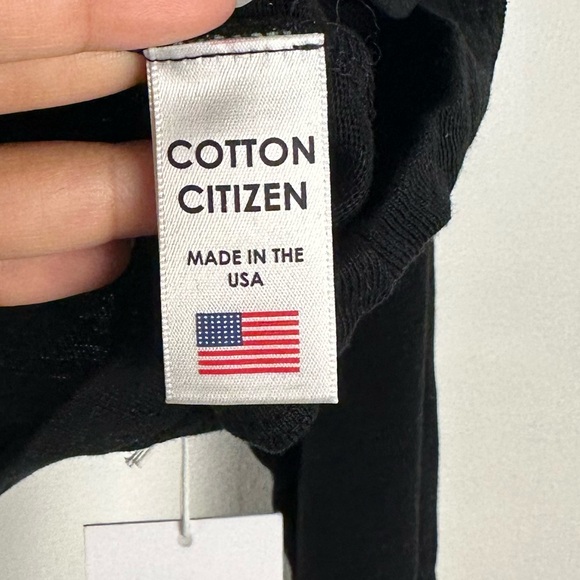 COTTON
CITIZEN
MADE IN THE
USA